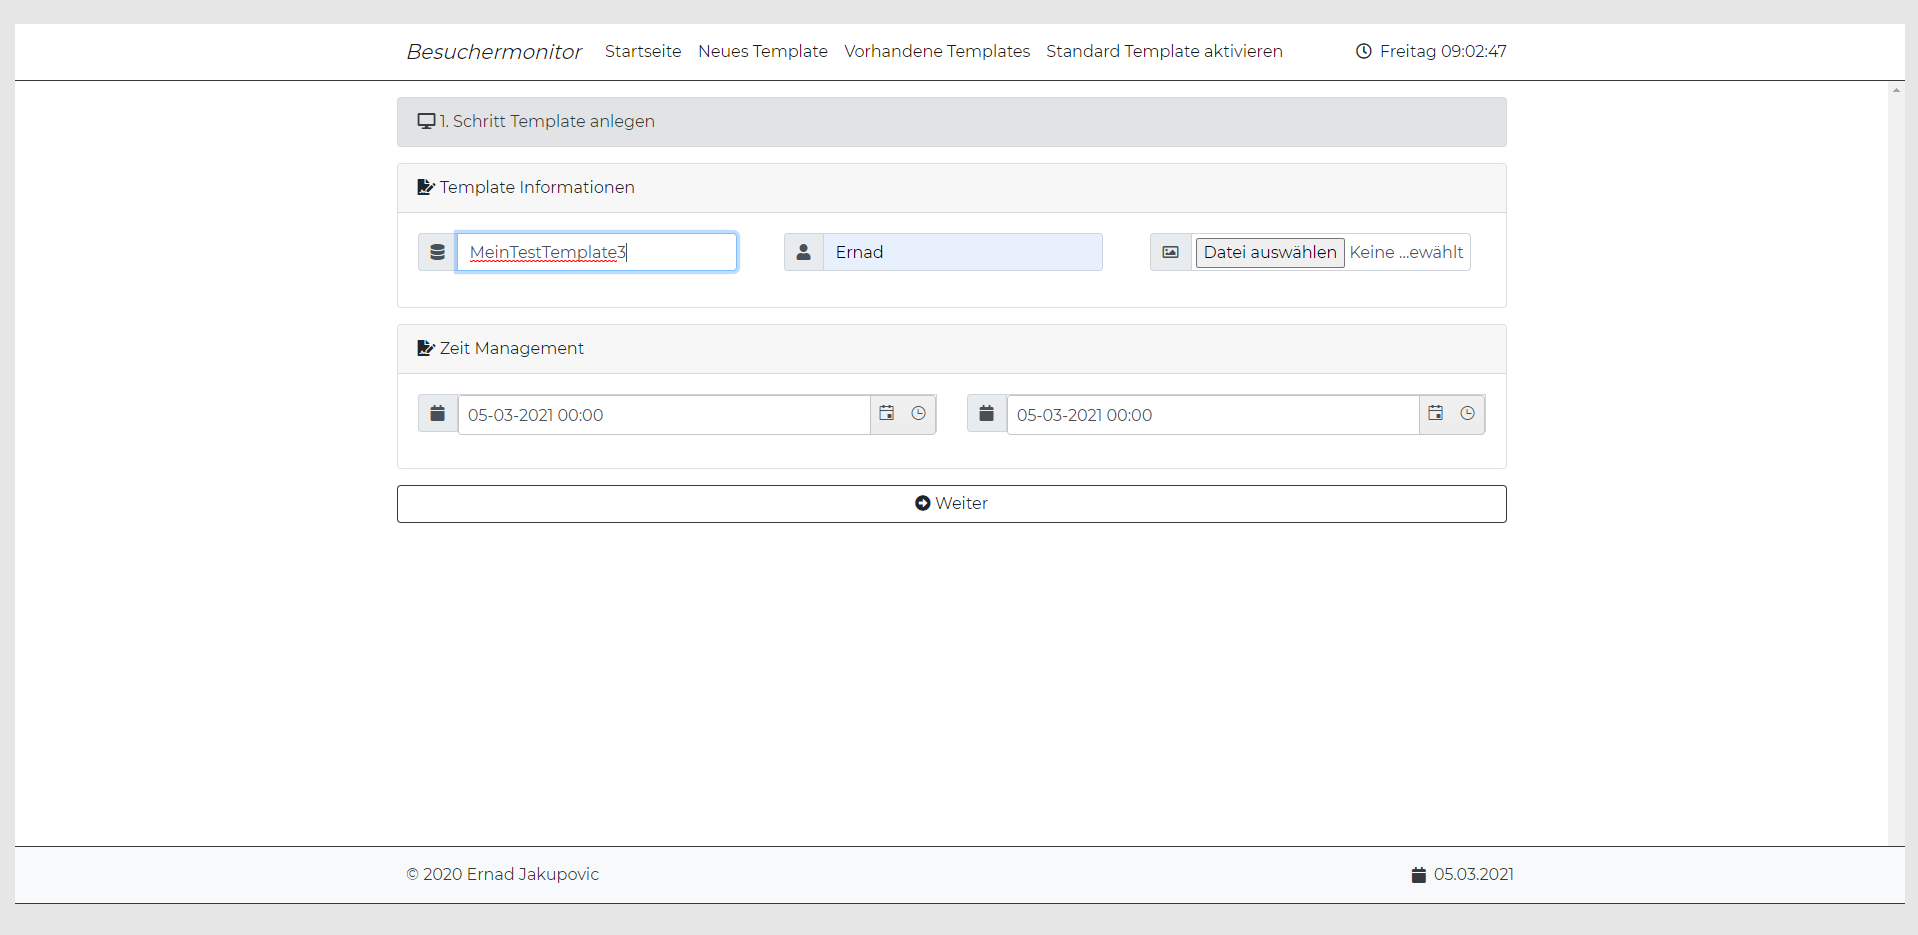 Besuchermonitor Startseite Neues Template Vorhandene Templates Standard Template aktivieren Freitag 09:02:47
1. Schritt Template anlegen
Template Informationen
MeinTestTemplate3 Ernad Datei auswählen Keine ...ewählt
Zeit Management
05-03-2021 00:00 05-03-2021 00:00
Weiter
© 2020 Ernad Jakupovic 05.03.2021